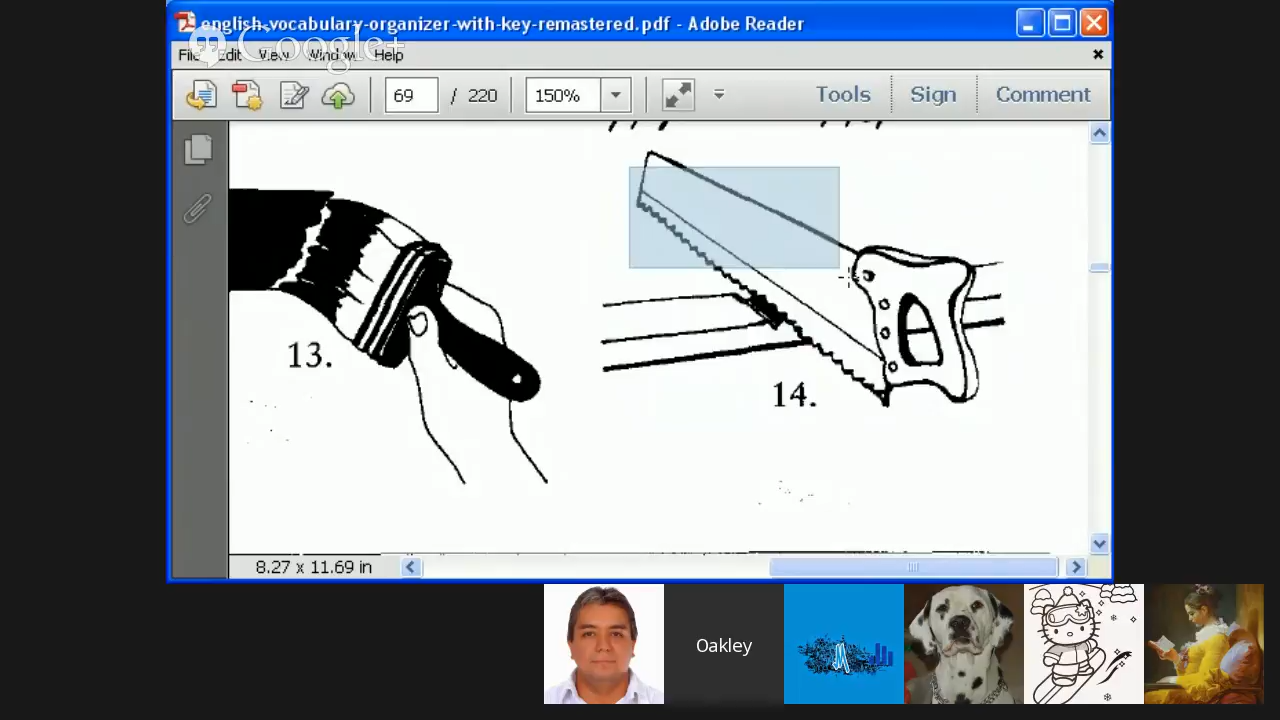 english-vocabulary-organizer-with-key-remastered.pdf - Adobe Reader
Google+
File Edit View Window Help
69 / 220 150% Tools Sign Comment
13.
14.
8.27 x 11.69 in
Oakley